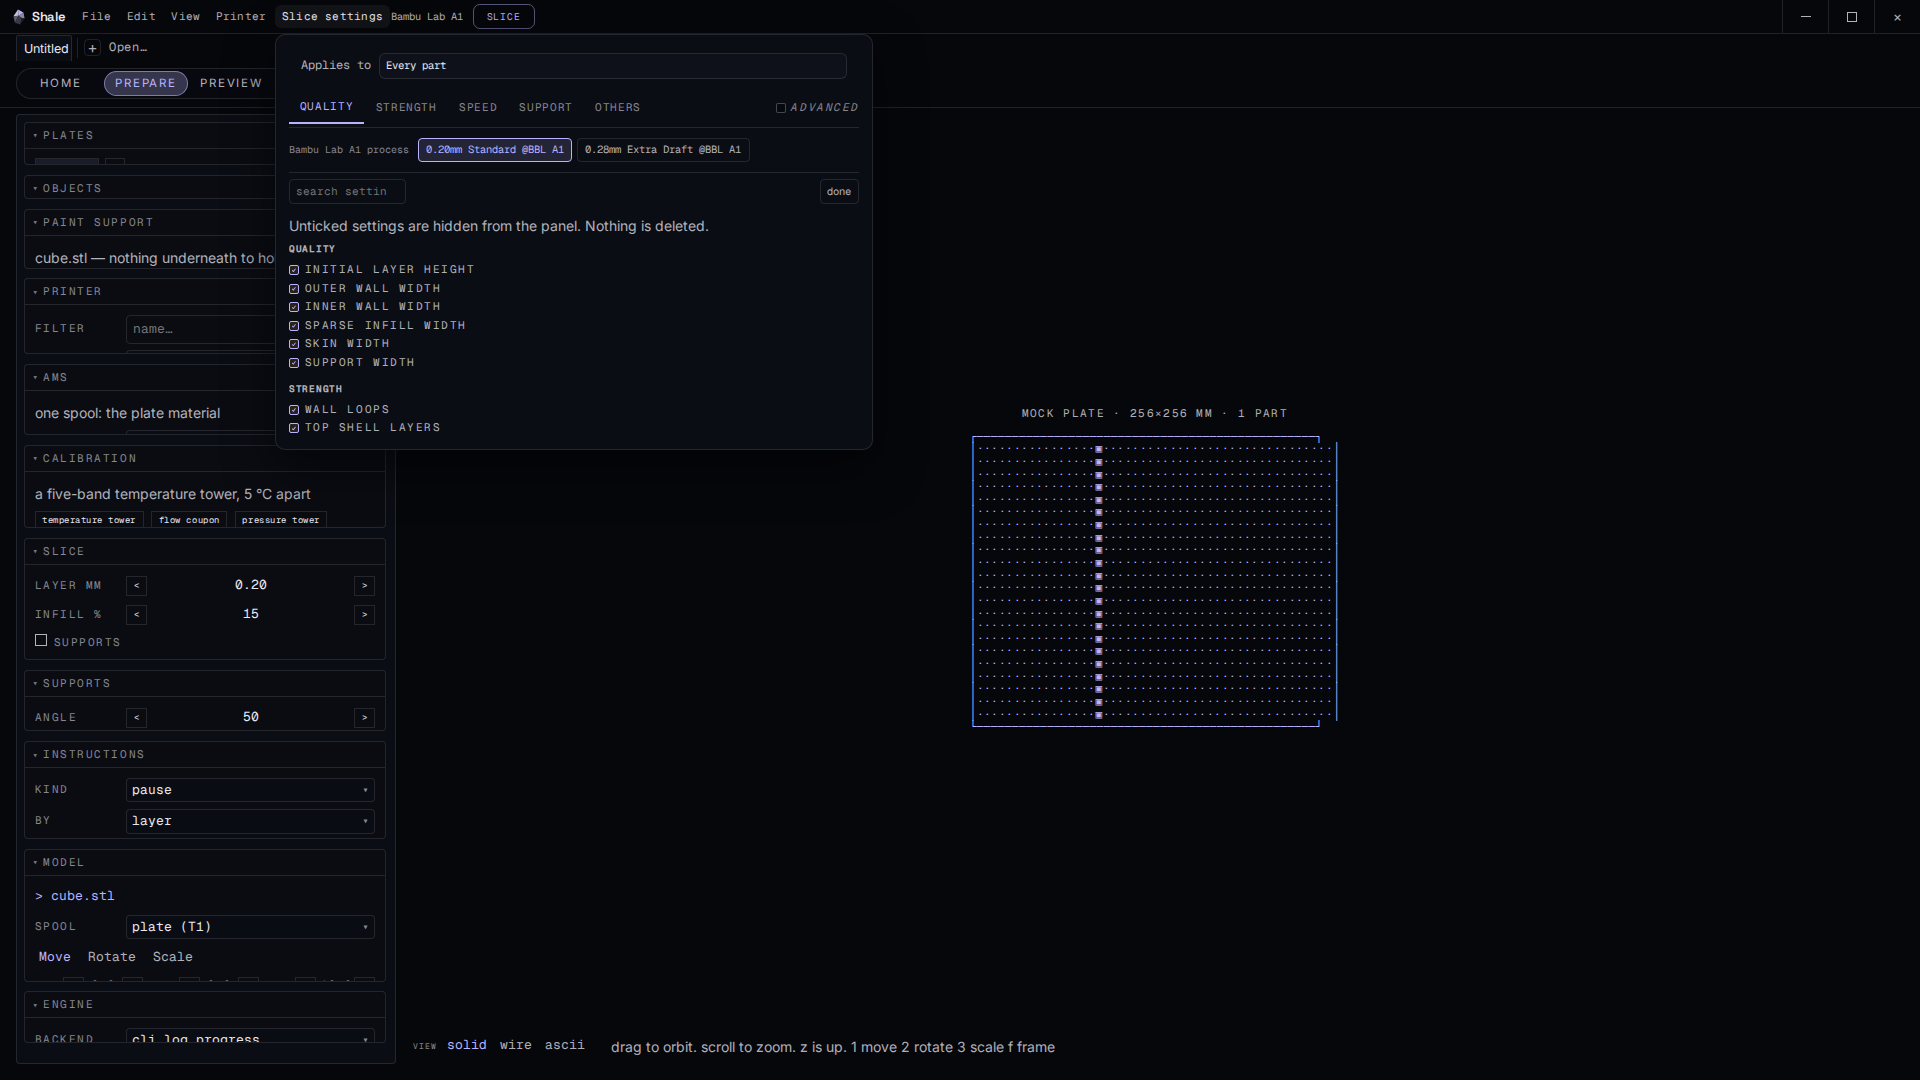 Shale File Edit View Printer Slice settings Bambu Lab A1 SLICE
Untitled + Open…
HOME PREPARE PREVIEW
Applies to Every part
QUALITY STRENGTH SPEED SUPPORT OTHERS ADVANCED
Bambu Lab A1 process 0.20mm Standard @BBL A1 0.28mm Extra Draft @BBL A1
search settin done
Unticked settings are hidden from the panel. Nothing is deleted.
QUALITY
INITIAL LAYER HEIGHT
OUTER WALL WIDTH
INNER WALL WIDTH
SPARSE INFILL WIDTH
SKIN WIDTH
SUPPORT WIDTH
STRENGTH
WALL LOOPS
TOP SHELL LAYERS
PLATES
OBJECTS
PAINT SUPPORT
cube.stl — nothing underneath to ho
PRINTER
FILTER name…
AMS
one spool: the plate material
CALIBRATION
a five-band temperature tower, 5 °C apart
temperature tower flow coupon pressure tower
SLICE
LAYER MM < 0.20 >
INFILL % < 15 >
SUPPORTS
SUPPORTS
ANGLE < 50 >
INSTRUCTIONS
KIND pause
BY layer
MODEL
> cube.stl
SPOOL plate (T1)
Move Rotate Scale
ENGINE
BACKEND cli log progress
MOCK PLATE · 256×256 MM · 1 PART
VIEW solid wire ascii drag to orbit. scroll to zoom. z is up. 1 move 2 rotate 3 scale f frame